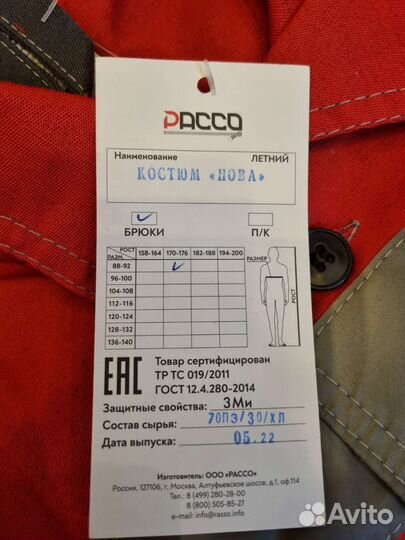 РАССО
Наименование ЛЕТНИЙ
КОСТЮМ «НОВА»
БРЮКИ П/К
РОСТ РАЗМ. 158-164 170-176 182-188 194-200
88-92
96-100
104-108
112-116
120-124
128-132
136-140
РАЗМЕР
РОСТ
ЕАС
Товар сертифицирован
ТР ТС 019/2011
ГОСТ 12.4.280-2014
Защитные свойства: ЗМи
Состав сырья: 70ПЭ/30/ХЛ
Дата выпуска: 05.22
Изготовитель: ООО «РАССО»
Россия, 127106, г. Москва, Алтуфьевское шоссе, д.1, оф.114
Тел.: 8 (499) 280-28-00
8 (800) 505-85-27
e-mail: info@rasso.info
Avito